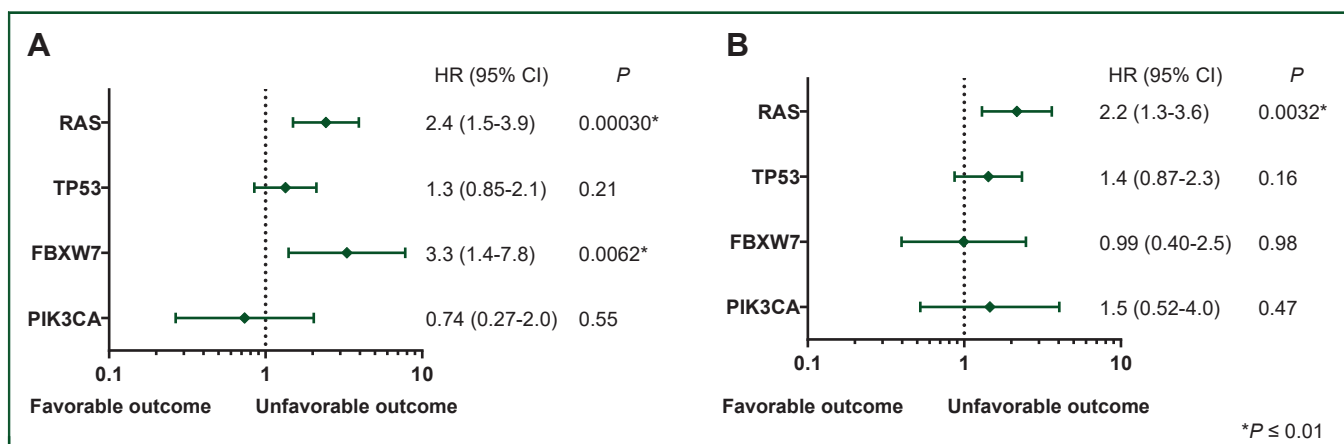 A
HR (95% CI) P
RAS 2.4 (1.5-3.9) 0.00030*
TP53 1.3 (0.85-2.1) 0.21
FBXW7 3.3 (1.4-7.8) 0.0062*
PIK3CA 0.74 (0.27-2.0) 0.55
0.1 1 10
Favorable outcome Unfavorable outcome
B
HR (95% CI) P
RAS 2.2 (1.3-3.6) 0.0032*
TP53 1.4 (0.87-2.3) 0.16
FBXW7 0.99 (0.40-2.5) 0.98
PIK3CA 1.5 (0.52-4.0) 0.47
0.1 1 10
Favorable outcome Unfavorable outcome
*P ≤ 0.01